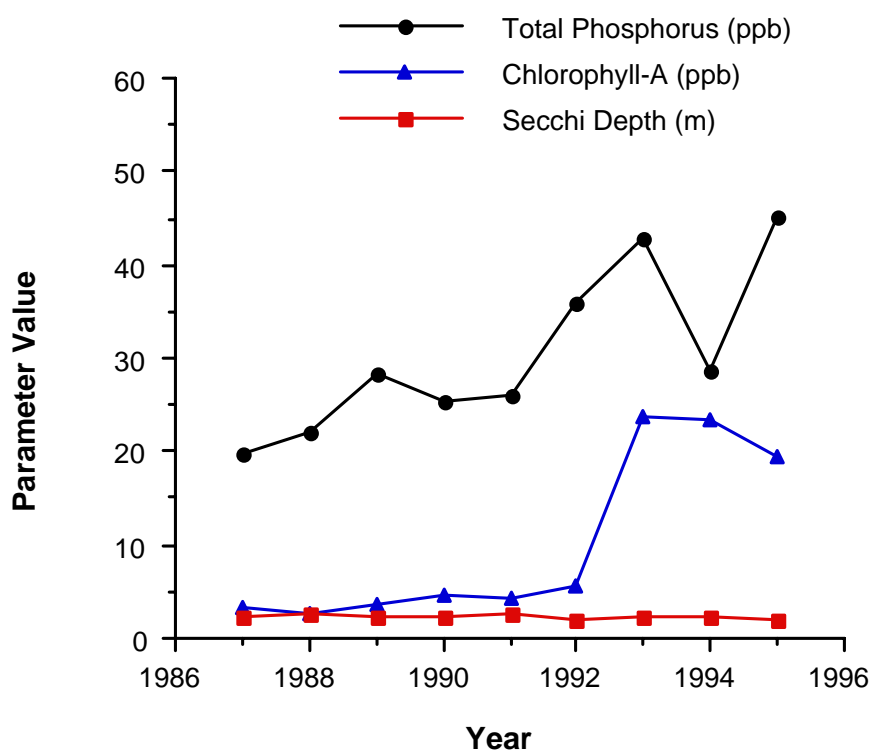 Total Phosphorus (ppb)
Chlorophyll-A (ppb)
Secchi Depth (m)
60
50
40
30
20
10
0
Parameter Value
1986 1988 1990 1992 1994 1996
Year